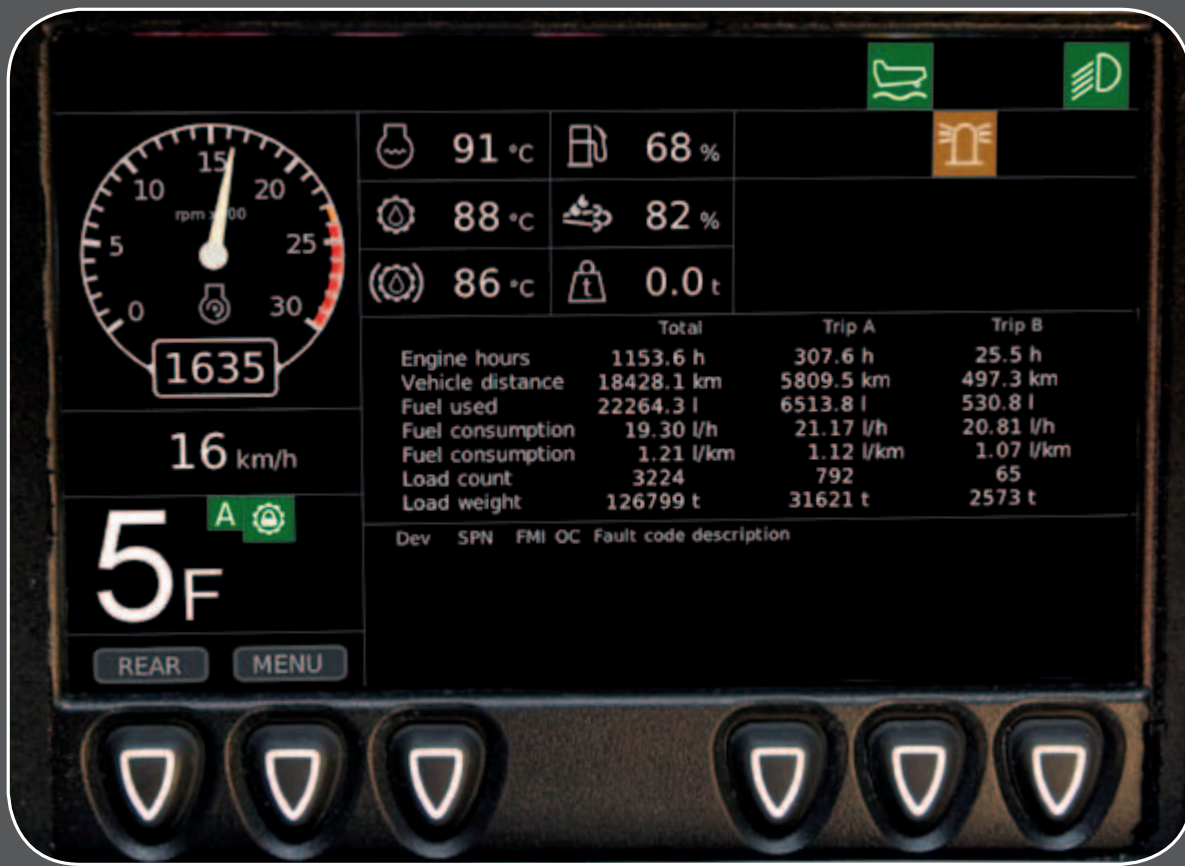 15
10
20
rpm x100
5
25
0
30
1635
16 km/h
A
5F
REAR
MENU
91 °C
68 %
88 °C
82 %
86 °C
t
0.0 t
Total Trip A Trip B
Engine hours 1153.6 h 307.6 h 25.5 h
Vehicle distance 18428.1 km 5809.5 km 497.3 km
Fuel used 22264.3 l 6513.8 l 530.8 l
Fuel consumption 19.30 l/h 21.17 l/h 20.81 l/h
Fuel consumption 1.21 l/km 1.12 l/km 1.07 l/km
Load count 3224 792 65
Load weight 126799 t 31621 t 2573 t
Dev SPN FMI OC Fault code description